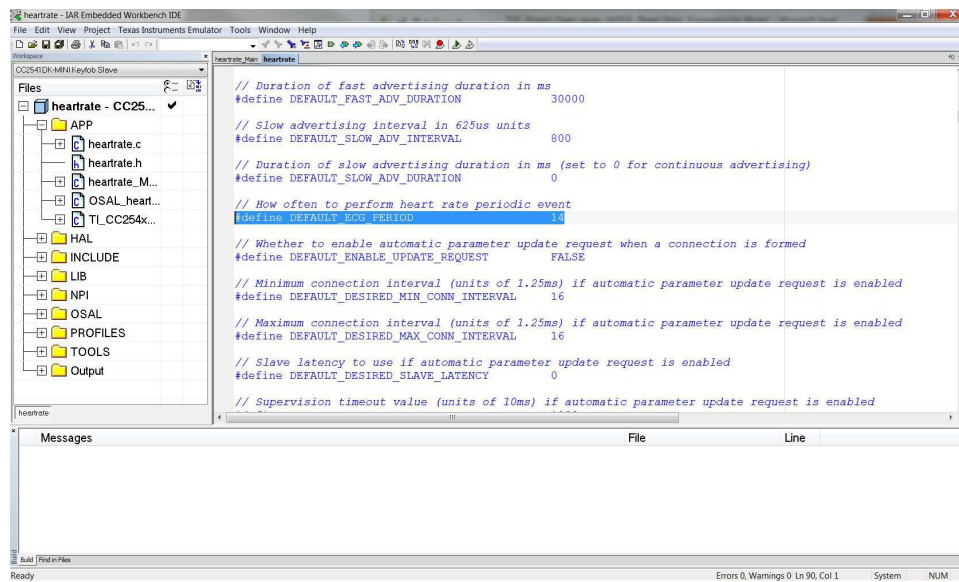 heartrate - IAR Embedded Workbench IDE
File Edit View Project Texas Instruments Emulator Tools Window Help
Workspace
CC2541DK-MINI Keyfob Slave
Files
heartrate - CC25...
APP
heartrate.c
heartrate.h
heartrate_M...
OSAL_heart...
TI_CC254x...
HAL
INCLUDE
LIB
NPI
OSAL
PROFILES
TOOLS
Output
heartrate
heartrate_Main heartrate
// Duration of fast advertising duration in ms
#define DEFAULT_FAST_ADV_DURATION 30000
// Slow advertising interval in 625us units
#define DEFAULT_SLOW_ADV_INTERVAL 800
// Duration of slow advertising duration in ms (set to 0 for continuous advertising)
#define DEFAULT_SLOW_ADV_DURATION 0
// How often to perform heart rate periodic event
#define DEFAULT_ECG_PERIOD 14
// Whether to enable automatic parameter update request when a connection is formed
#define DEFAULT_ENABLE_UPDATE_REQUEST FALSE
// Minimum connection interval (units of 1.25ms) if automatic parameter update request is enabled
#define DEFAULT_DESIRED_MIN_CONN_INTERVAL 16
// Maximum connection interval (units of 1.25ms) if automatic parameter update request is enabled
#define DEFAULT_DESIRED_MAX_CONN_INTERVAL 16
// Slave latency to use if automatic parameter update request is enabled
#define DEFAULT_DESIRED_SLAVE_LATENCY 0
// Supervision timeout value (units of 10ms) if automatic parameter update request is enabled
Messages File Line
Build
Build Find in Files
Ready Errors 0, Warnings 0 Ln 90, Col 1 System NUM